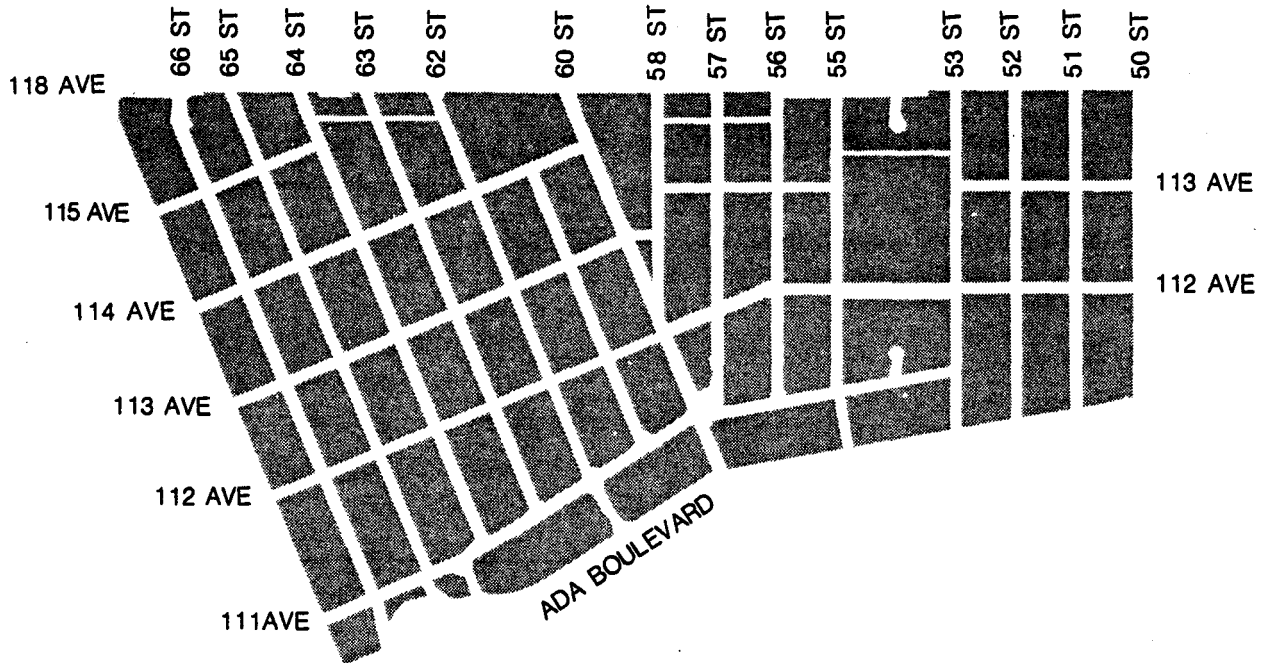 66 ST
65 ST
64 ST
63 ST
62 ST
60 ST
58 ST
57 ST
56 ST
55 ST
53 ST
52 ST
51 ST
50 ST
118 AVE
115 AVE
114 AVE
113 AVE
112 AVE
111AVE
113 AVE
112 AVE
ADA BOULEVARD